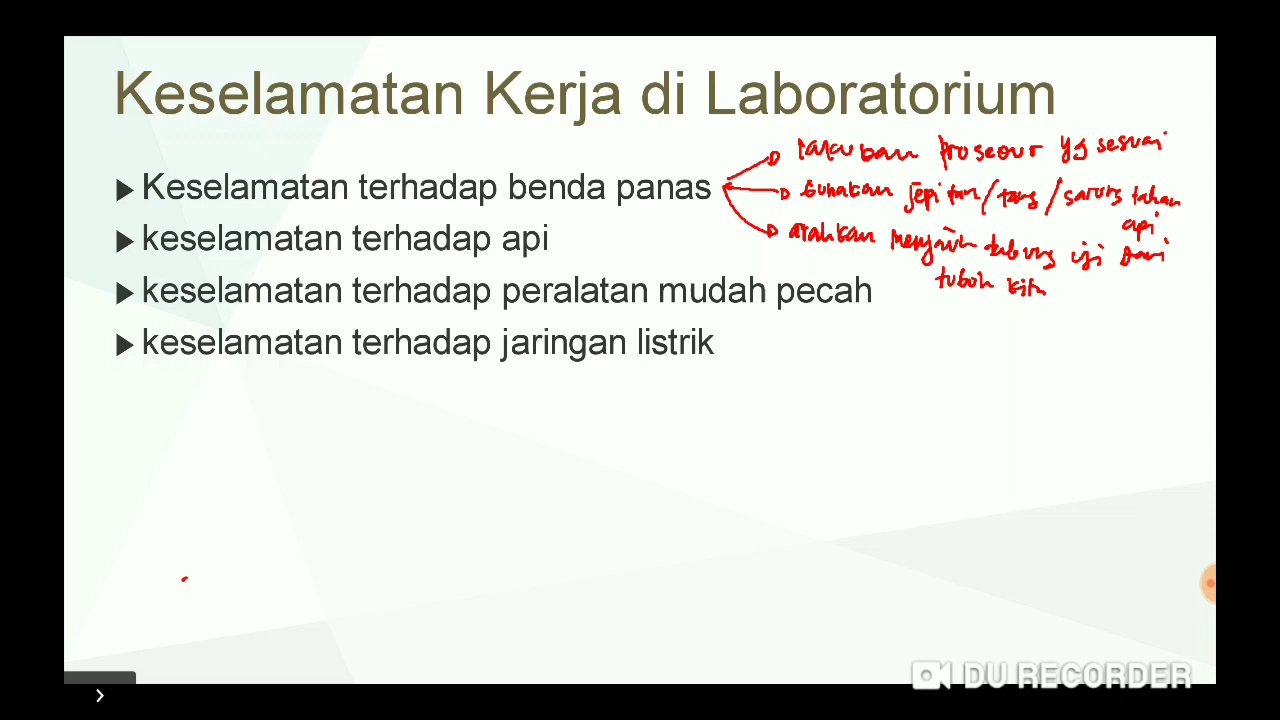 Keselamatan Kerja di Laboratorium
▶ Keselamatan terhadap benda panas
lakukan prosedur yg sesuai
Gunakan jepitan/tang/sarung tahan api
arahkan menjauh tabung uji dari
tubuh kita
▶ keselamatan terhadap api
▶ keselamatan terhadap peralatan mudah pecah
▶ keselamatan terhadap jaringan listrik
DU RECORDER